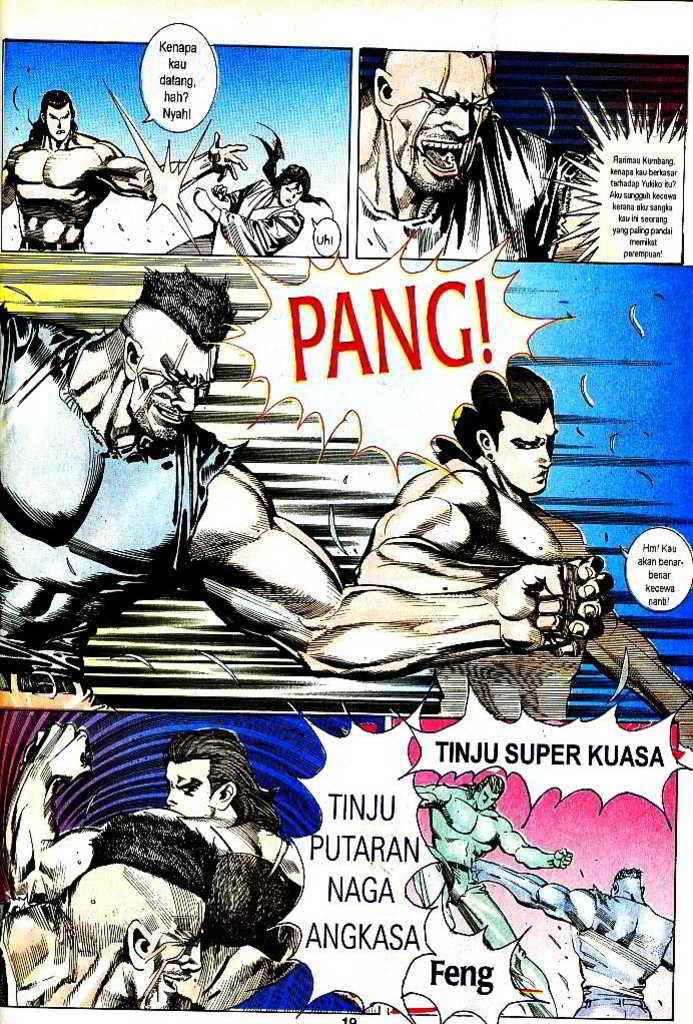 Kenapa
kau
datang,
hah?
Nyah!
Uh!
Harimau Kumbang,
kenapa kau berkasar
terhadap Yukiko itu?
Aku sungguh kecewa
kerana aku sangka
kau ini seorang
yang paling pandai
memikat
perempuan!
PANG!
Hm! Kau
akan benar-
benar
kecewa
nanti!
TINJU
PUTARAN
NAGA
ANGKASA
TINJU SUPER KUASA
Feng
19